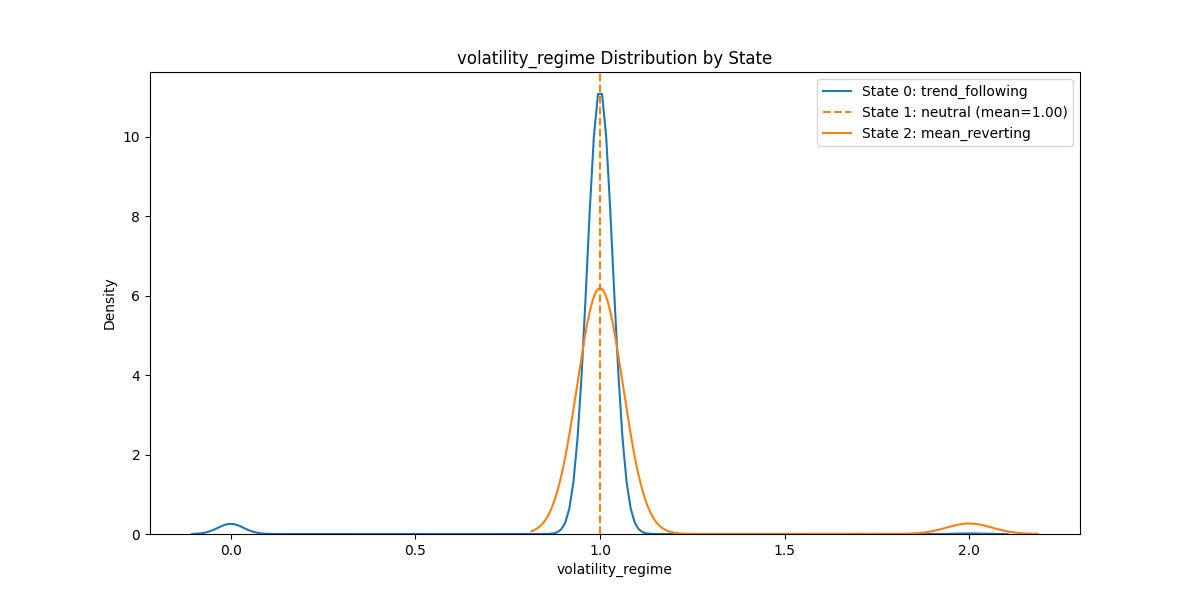 volatility_regime Distribution by State
State 0: trend_following
State 1: neutral (mean=1.00)
State 2: mean_reverting
Density
10
8
6
4
2
0
0.0 0.5 1.0 1.5 2.0
volatility_regime